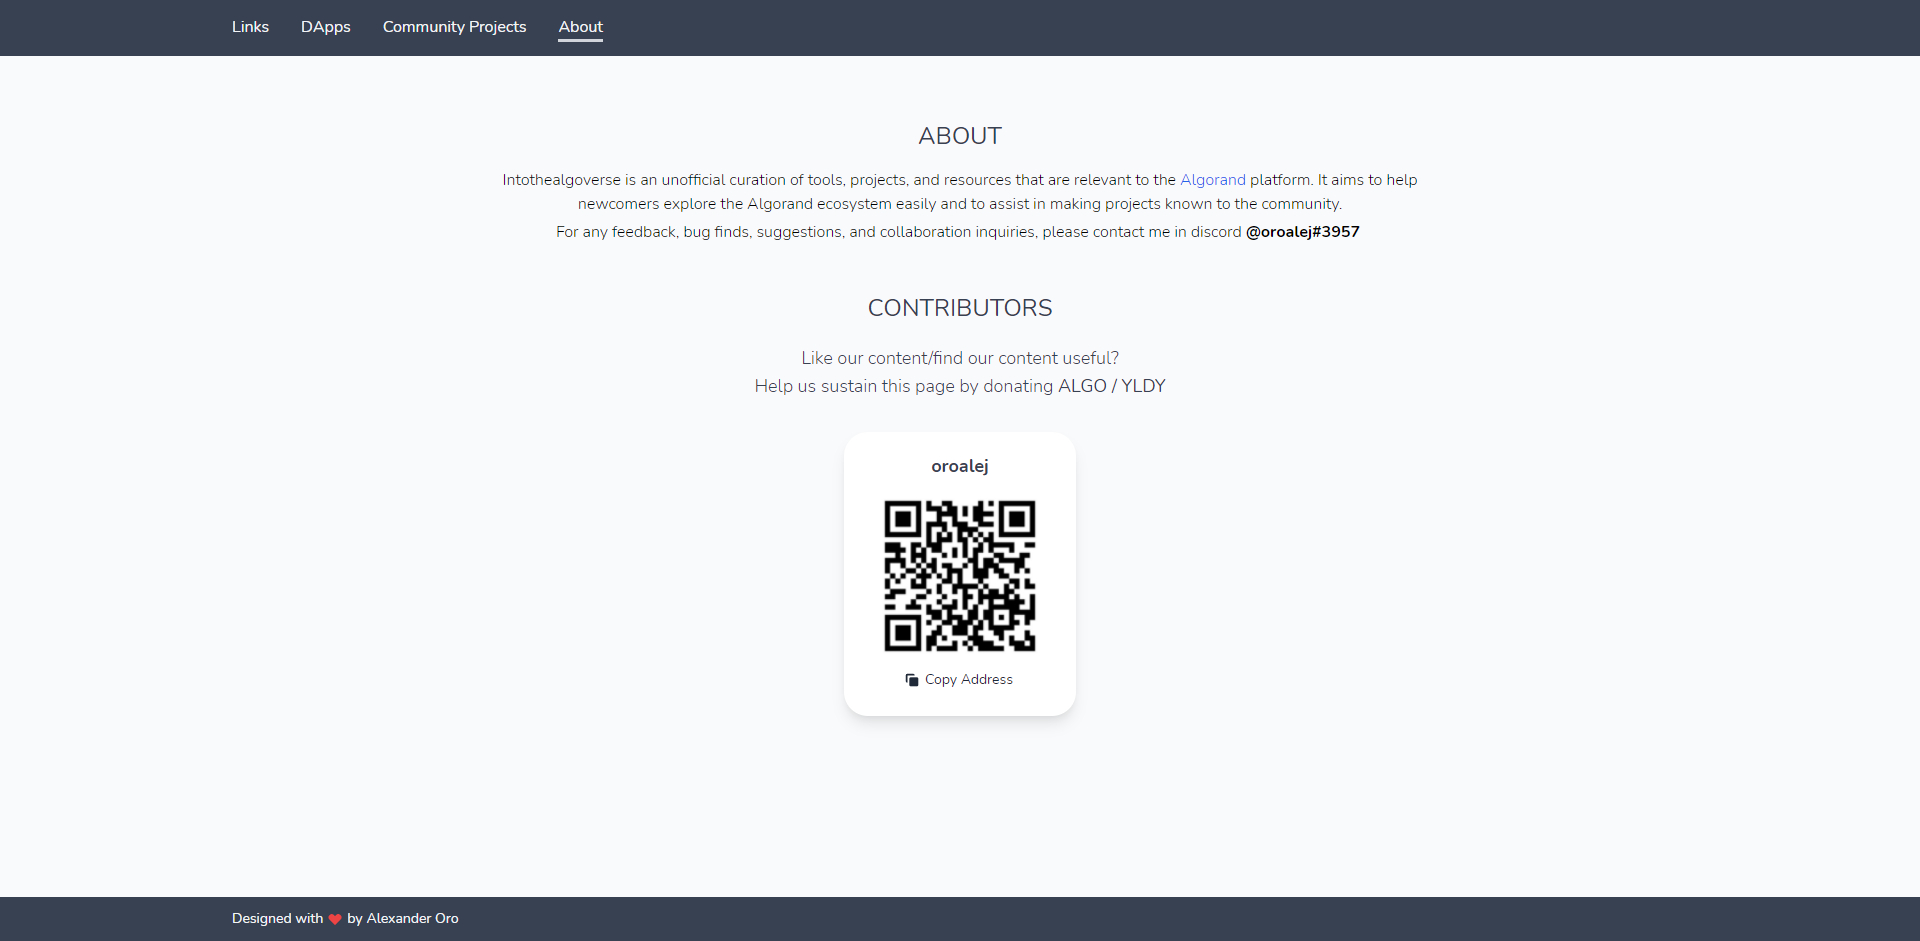 Links DApps Community Projects About
ABOUT
Intothealgoverse is an unofficial curation of tools, projects, and resources that are relevant to the Algorand platform. It aims to help
newcomers explore the Algorand ecosystem easily and to assist in making projects known to the community.
For any feedback, bug finds, suggestions, and collaboration inquiries, please contact me in discord @oroalej#3957
CONTRIBUTORS
Like our content/find our content useful?
Help us sustain this page by donating ALGO / YLDY
oroalej
Copy Address
Designed with ❤ by Alexander Oro